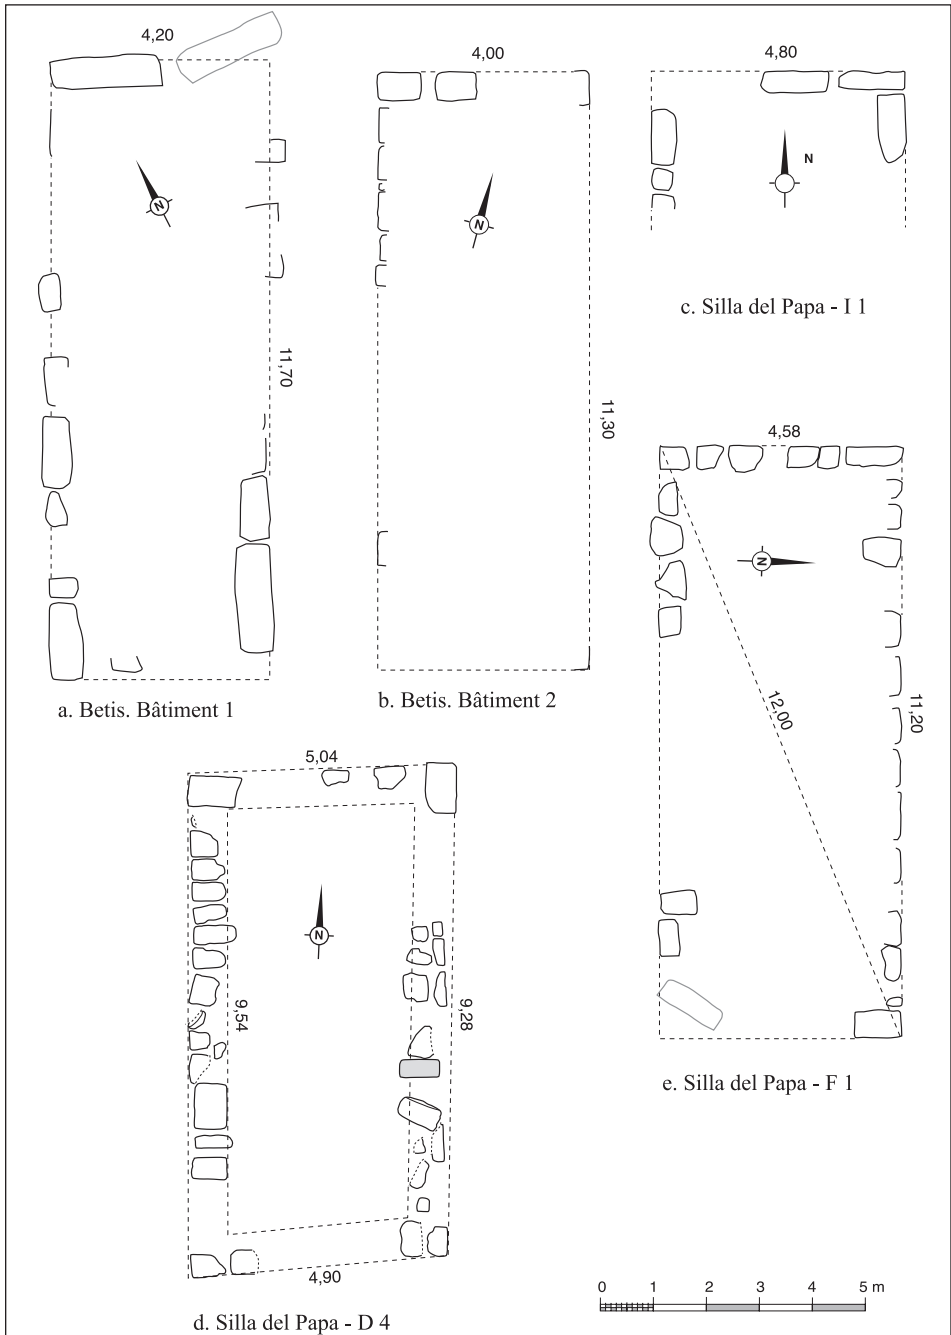 4,20
N
11,70
a. Betis. Bâtiment 1
4,00
N
11,30
b. Betis. Bâtiment 2
4,80
N
c. Silla del Papa - I 1
4,58
N
12,00
11,20
e. Silla del Papa - F 1
5,04
N
9,54
9,28
4,90
d. Silla del Papa - D 4
0 1 2 3 4 5 m